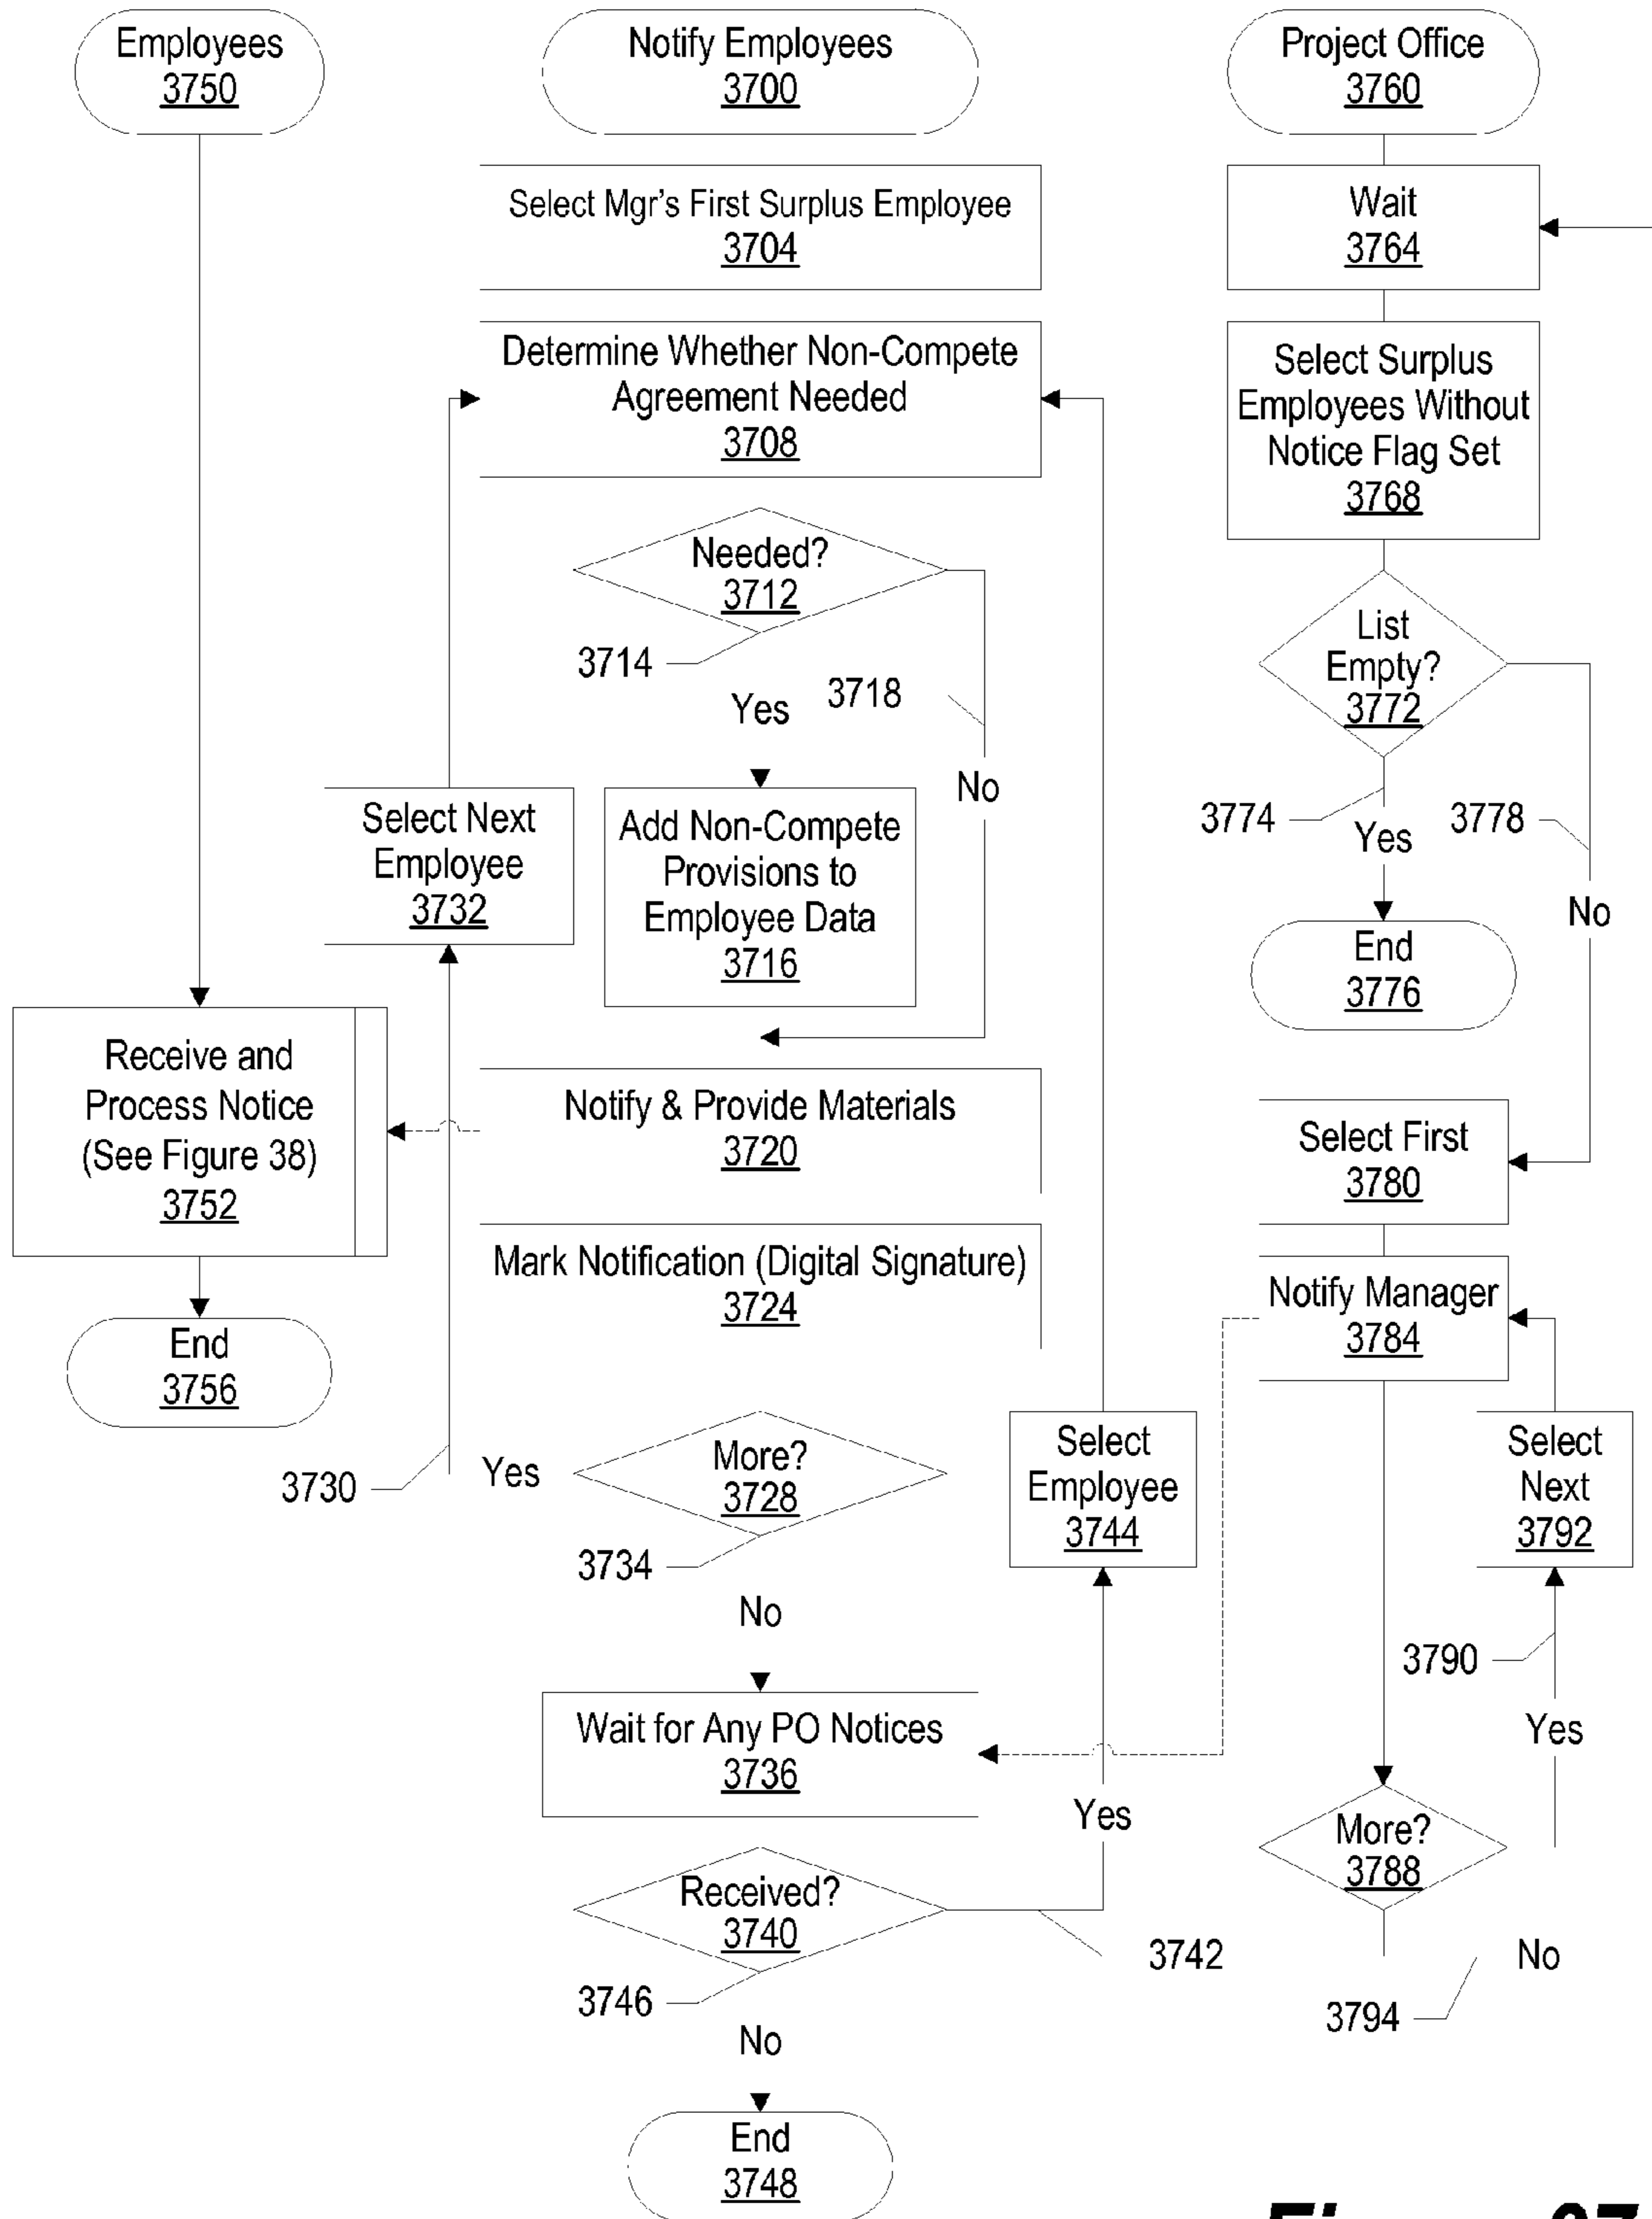 Employees
3750
Notify Employees
3700
Project Office
3760
Select Mgr's First Surplus Employee
3704
Wait
3764
Determine Whether Non-Compete
Agreement Needed
3708
Select Surplus
Employees Without
Notice Flag Set
3768
Needed?
3712
3714
Yes
3718
No
List
Empty?
3772
3774
Yes
3778
No
Select Next
Employee
3732
Add Non-Compete
Provisions to
Employee Data
3716
End
3776
Receive and
Process Notice
(See Figure 38)
3752
Notify & Provide Materials
3720
Select First
3780
Mark Notification (Digital Signature)
3724
Notify Manager
3784
End
3756
3730
Yes
More?
3728
3734
No
Select
Employee
3744
Select
Next
3792
3790
Yes
Wait for Any PO Notices
3736
Yes
More?
3788
Received?
3740
3742
3746
No
No
3794
End
3748